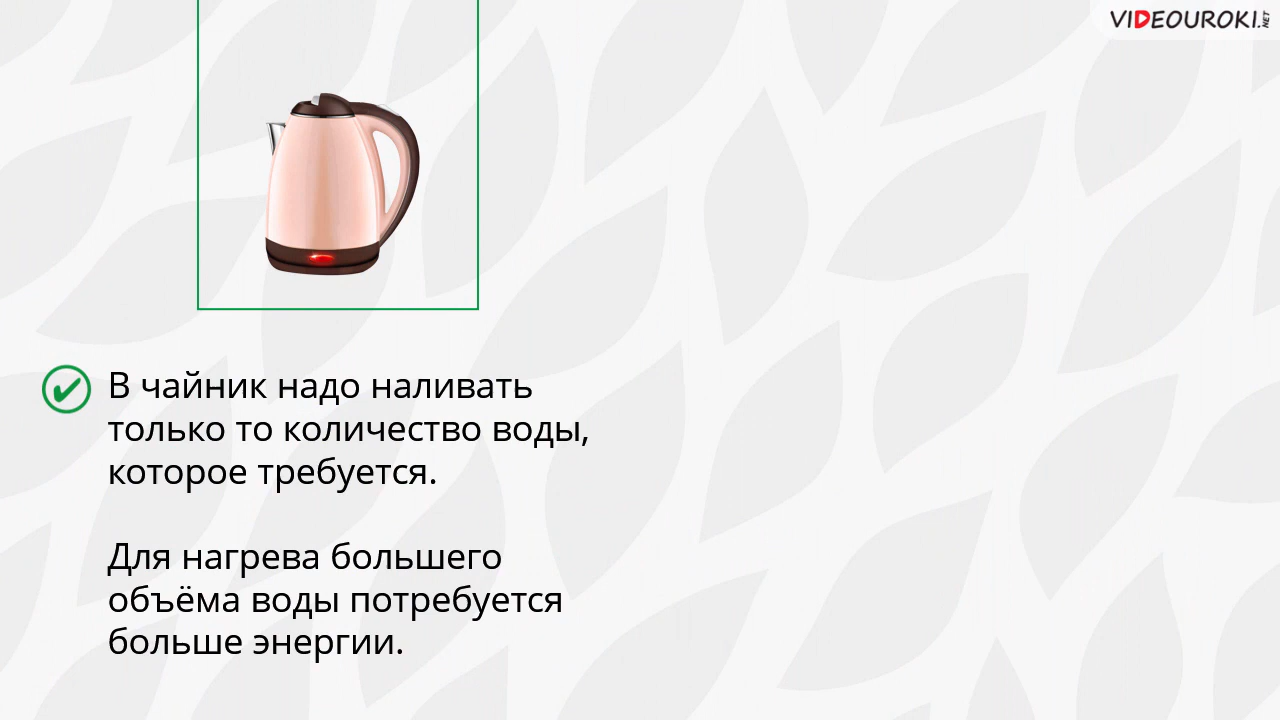 VIDEOUROKI.NET
В чайник надо наливать
только то количество воды,
которое требуется.
Для нагрева большего
объёма воды потребуется
больше энергии.